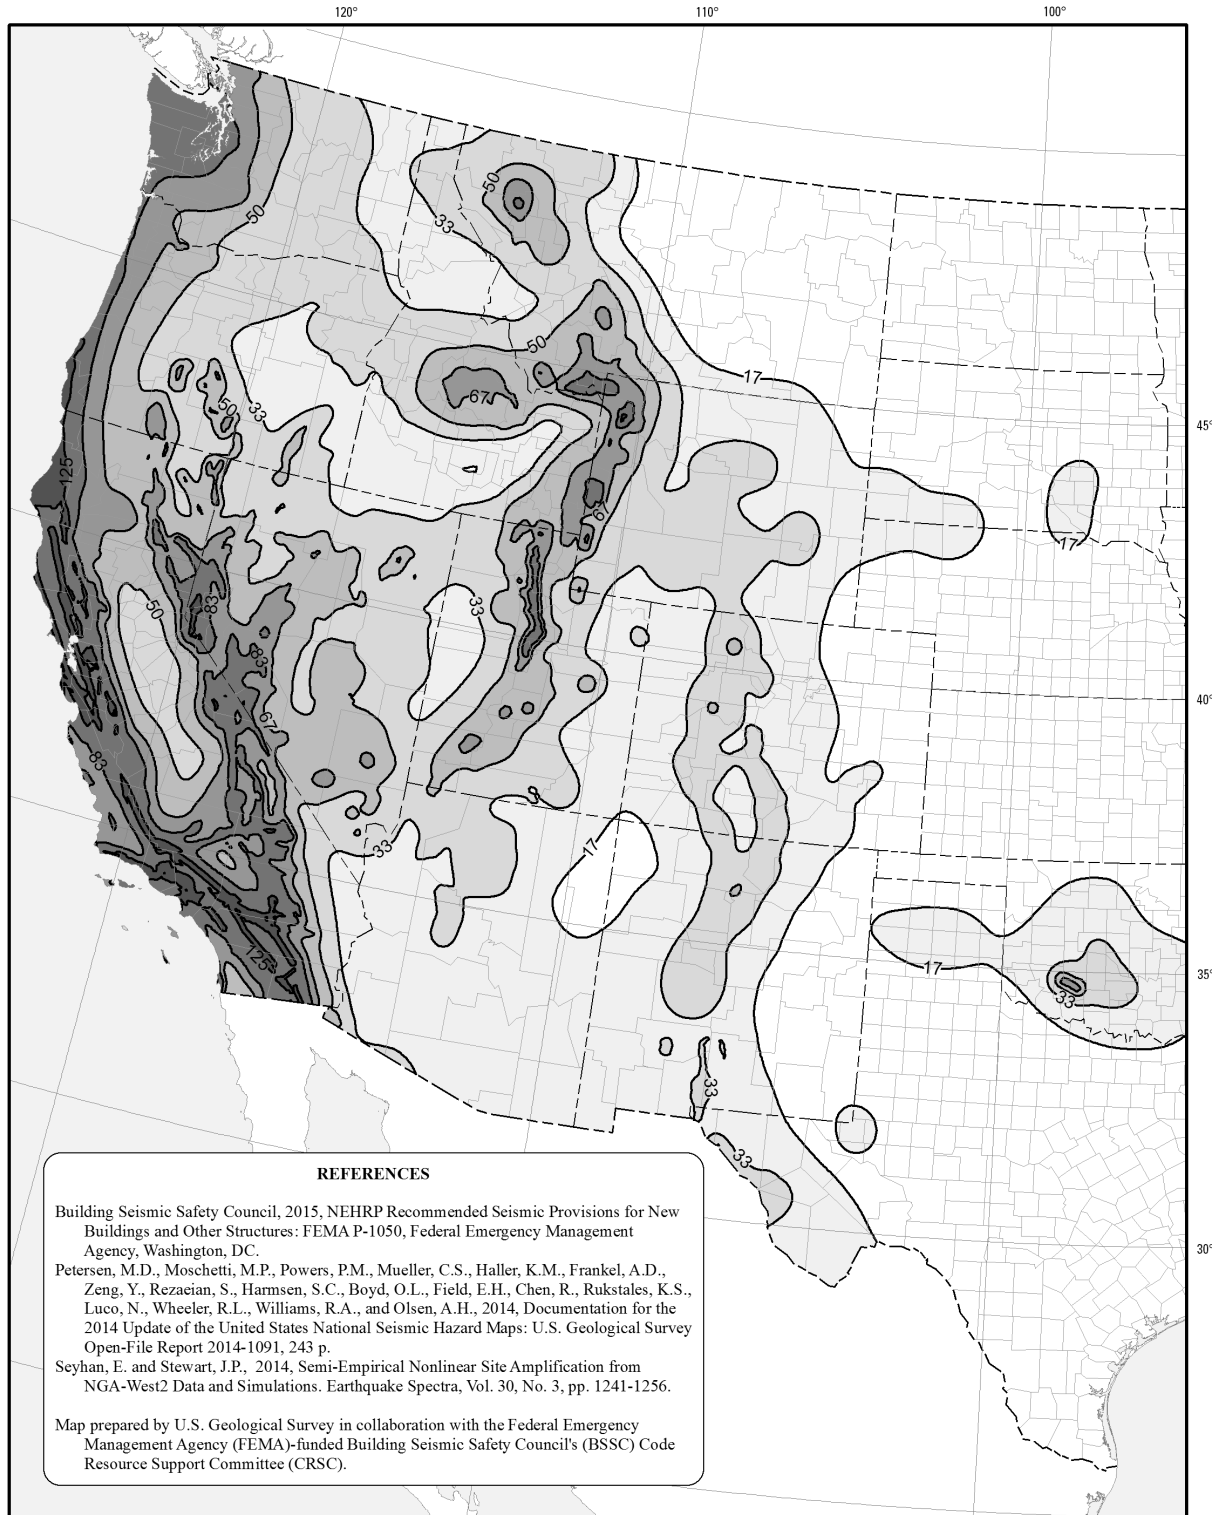 120°
110°
100°
50
50
33
50
17
45°
67
50
33
125
67
17
17
50
33
83
83
40°
67
83
17
33
125
17
35°
33
33
33
30°
REFERENCES
Building Seismic Safety Council, 2015, NEHRP Recommended Seismic Provisions for New
Buildings and Other Structures: FEMA P-1050, Federal Emergency Management
Agency, Washington, DC.
Petersen, M.D., Moschetti, M.P., Powers, P.M., Mueller, C.S., Haller, K.M., Frankel, A.D.,
Zeng, Y., Rezaeian, S., Harmsen, S.C., Boyd, O.L., Field, E.H., Chen, R., Rukstales, K.S.,
Luco, N., Wheeler, R.L., Williams, R.A., and Olsen, A.H., 2014, Documentation for the
2014 Update of the United States National Seismic Hazard Maps: U.S. Geological Survey
Open-File Report 2014-1091, 243 p.
Seyhan, E. and Stewart, J.P., 2014, Semi-Empirical Nonlinear Site Amplification from
NGA-West2 Data and Simulations. Earthquake Spectra, Vol. 30, No. 3, pp. 1241-1256.
Map prepared by U.S. Geological Survey in collaboration with the Federal Emergency
Management Agency (FEMA)-funded Building Seismic Safety Council's (BSSC) Code
Resource Support Committee (CRSC).